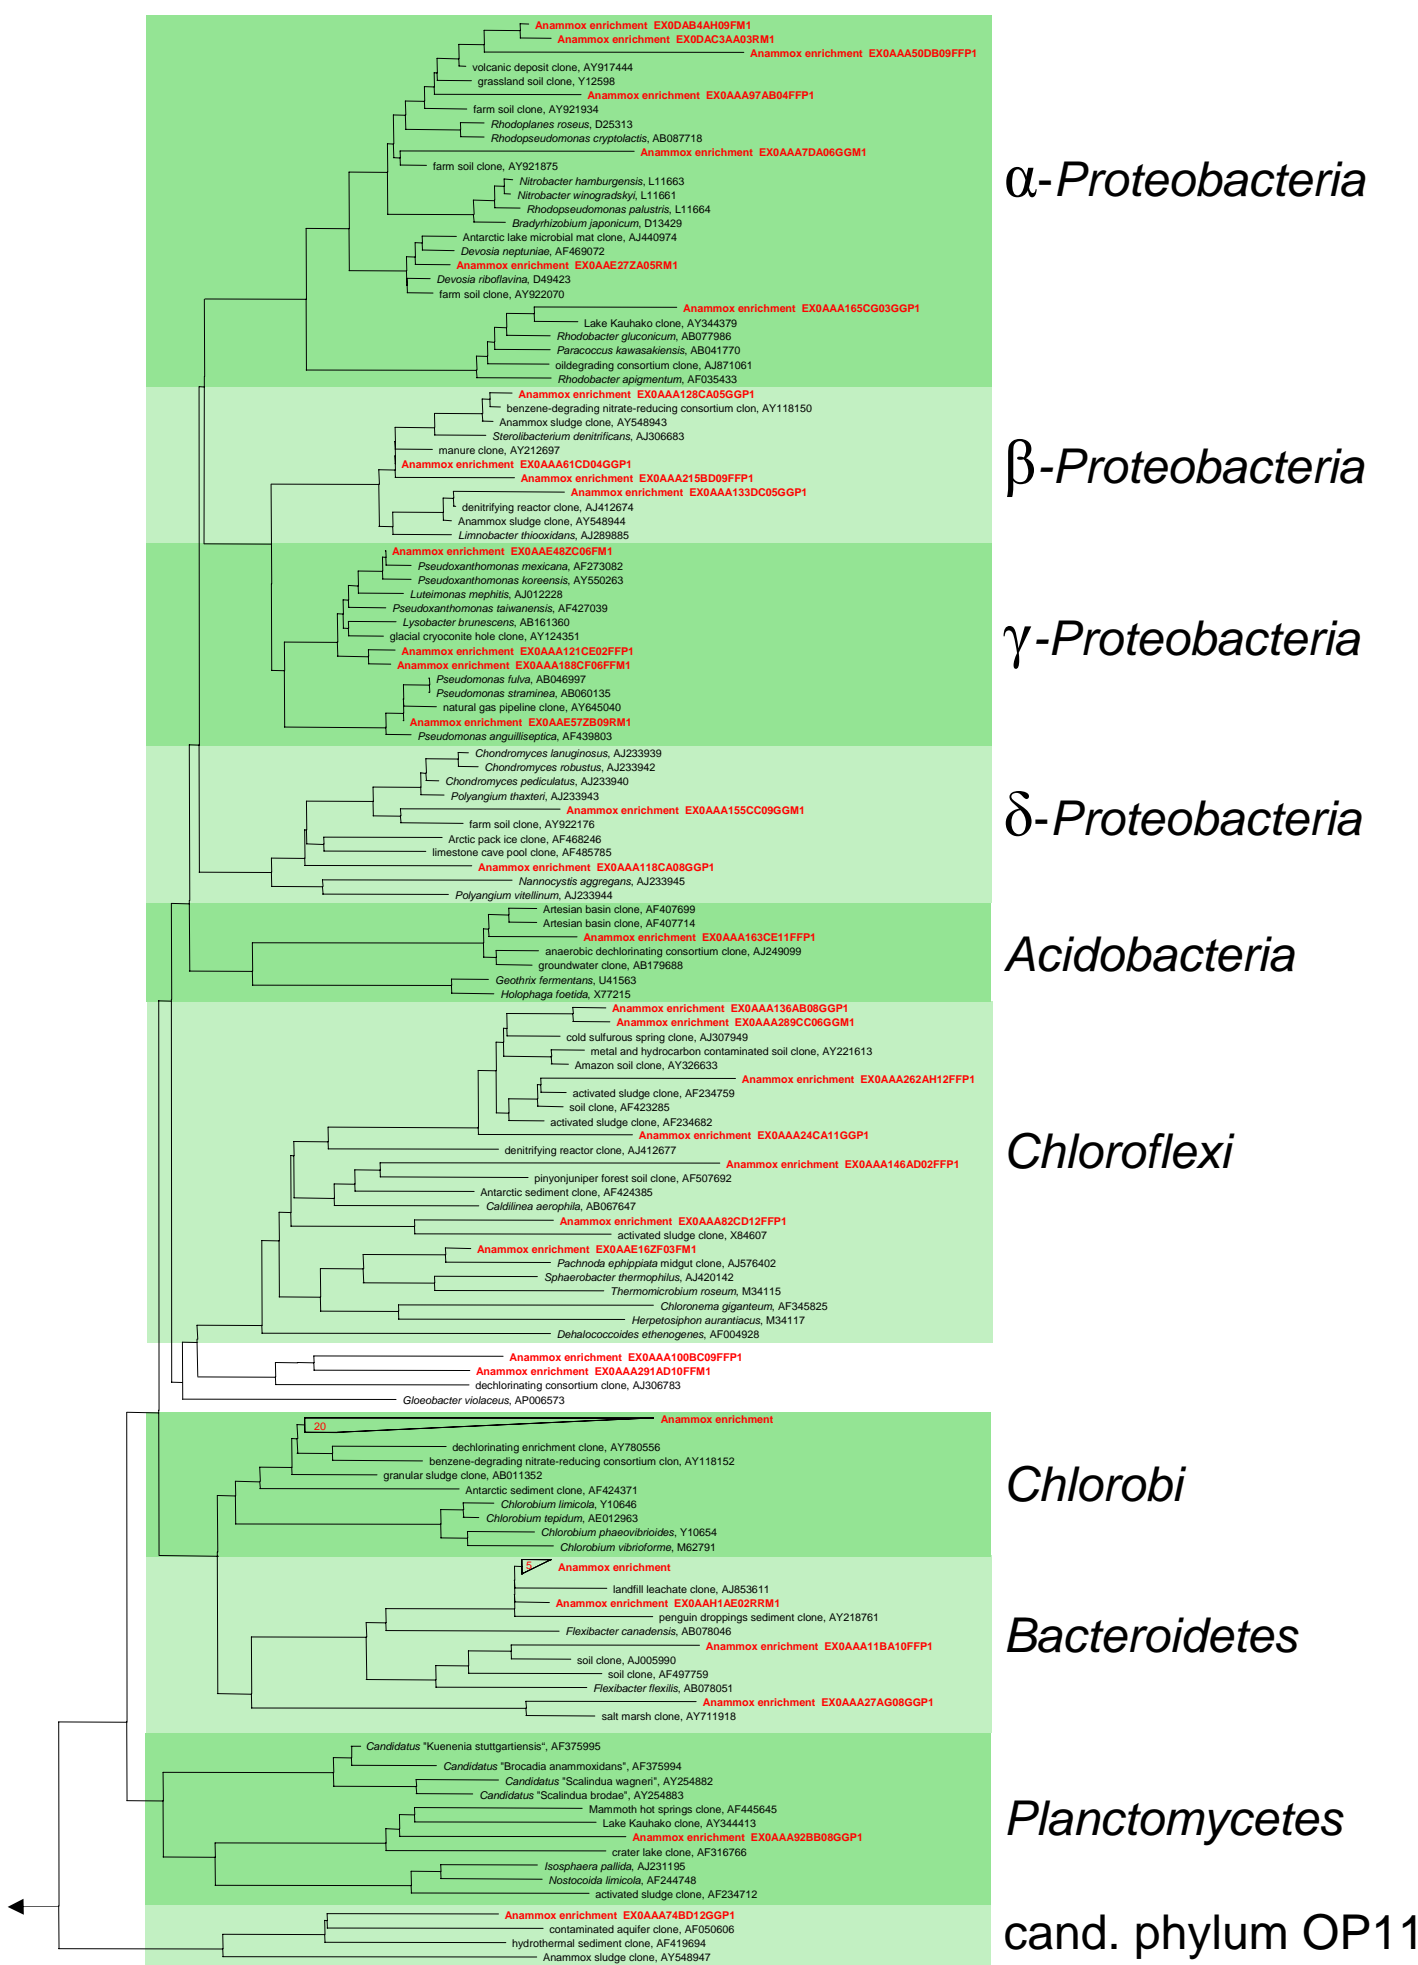 Anammox enrichment EX0DAB4AH09FM1
Anammox enrichment EX0DAC3AA03RM1
Anammox enrichment EX0AAA50DB09FFP1
volcanic deposit clone, AY917444
grassland soil clone, Y12598
Anammox enrichment EX0AAA97AB04FFP1
farm soil clone, AY921934
Rhodoplanes roseus, D25313
Rhodopseudomonas cryptolactis, AB087718
Anammox enrichment EX0AAA7DA06GGM1
farm soil clone, AY921875
Nitrobacter hamburgensis, L11663
Nitrobacter winogradskyi, L11661
Rhodopseudomonas palustris, L11664
Bradyrhizobium japonicum, D13429
Antarctic lake microbial mat clone, AJ440974
Devosia neptuniae, AF469072
Anammox enrichment EX0AAE27ZA05RM1
Devosia riboflavina, D49423
farm soil clone, AY922070
Anammox enrichment EX0AAA165CG03GGP1
Lake Kauhako clone, AY344379
Rhodobacter gluconicum, AB077986
Paracoccus kawasakiensis, AB041770
oildegrading consortium clone, AJ871061
Rhodobacter apigmentum, AF035433
α-Proteobacteria
Anammox enrichment EX0AAA128CA05GGP1
benzene-degrading nitrate-reducing consortium clon, AY118150
Anammox sludge clone, AY548943
Sterolibacterium denitrificans, AJ306683
manure clone, AY212697
Anammox enrichment EX0AAA61CD04GGP1
Anammox enrichment EX0AAA215BD09FFP1
Anammox enrichment EX0AAA133DC05GGP1
denitrifying reactor clone, AJ412674
Anammox sludge clone, AY548944
Limnobacter thiooxidans, AJ289885
β-Proteobacteria
Anammox enrichment EX0AAE48ZC06FM1
Pseudoxanthomonas mexicana, AF273082
Pseudoxanthomonas koreensis, AY550263
Luteimonas mephitis, AJ012228
Pseudoxanthomonas taiwanensis, AF427039
Lysobacter brunescens, AB161360
glacial cryoconite hole clone, AY124351
Anammox enrichment EX0AAA121CE02FFP1
Anammox enrichment EX0AAA188CF06FFM1
Pseudomonas fulva, AB046997
Pseudomonas straminea, AB060135
natural gas pipeline clone, AY645040
Anammox enrichment EX0AAE57ZB09RM1
Pseudomonas anguilliseptica, AF439803
γ-Proteobacteria
Chondromyces lanuginosus, AJ233939
Chondromyces robustus, AJ233942
Chondromyces pediculatus, AJ233940
Polyangium thaxteri, AJ233943
Anammox enrichment EX0AAA155CC09GGM1
farm soil clone, AY922176
Arctic pack ice clone, AF468246
limestone cave pool clone, AF485785
Anammox enrichment EX0AAA118CA08GGP1
Nannocystis aggregans, AJ233945
Polyangium vitellinum, AJ233944
δ-Proteobacteria
Artesian basin clone, AF407699
Artesian basin clone, AF407714
Anammox enrichment EX0AAA163CE11FFP1
anaerobic dechlorinating consortium clone, AJ249099
groundwater clone, AB179688
Geothrix fermentans, U41563
Holophaga foetida, X77215
Acidobacteria
Anammox enrichment EX0AAA136AB08GGP1
Anammox enrichment EX0AAA289CC06GGM1
cold sulfurous spring clone, AJ307949
metal and hydrocarbon contaminated soil clone, AY221613
Amazon soil clone, AY326633
Anammox enrichment EX0AAA262AH12FFP1
activated sludge clone, AF234759
soil clone, AF423285
activated sludge clone, AF234682
Anammox enrichment EX0AAA24CA11GGP1
denitrifying reactor clone, AJ412677
Anammox enrichment EX0AAA146AD02FFP1
pinyonjuniper forest soil clone, AF507692
Antarctic sediment clone, AF424385
Caldilinea aerophila, AB067647
Anammox enrichment EX0AAA82CD12FFP1
activated sludge clone, X84607
Anammox enrichment EX0AAE16ZF03FM1
Pachnoda ephippiata midgut clone, AJ576402
Sphaerobacter thermophilus, AJ420142
Thermomicrobium roseum, M34115
Chloronema giganteum, AF345825
Herpetosiphon aurantiacus, M34117
Dehalococcoides ethenogenes, AF004928
Chloroflexi
Anammox enrichment EX0AAA100BC09FFP1
Anammox enrichment EX0AAA291AD10FFM1
dechlorinating consortium clone, AJ306783
Gloeobacter violaceus, AP006573
20 Anammox enrichment
dechlorinating enrichment clone, AY780556
benzene-degrading nitrate-reducing consortium clon, AY118152
granular sludge clone, AB011352
Antarctic sediment clone, AF424371
Chlorobium limicola, Y10646
Chlorobium tepidum, AE012963
Chlorobium phaeovibrioides, Y10654
Chlorobium vibrioforme, M62791
Chlorobi
5 Anammox enrichment
landfill leachate clone, AJ853611
Anammox enrichment EX0AAH1AE02RRM1
penguin droppings sediment clone, AY218761
Flexibacter canadensis, AB078046
Anammox enrichment EX0AAA11BA10FFP1
soil clone, AJ005990
soil clone, AF497759
Flexibacter flexilis, AB078051
Anammox enrichment EX0AAA27AG08GGP1
salt marsh clone, AY711918
Bacteroidetes
Candidatus "Kuenenia stuttgartiensis“, AF375995
Candidatus "Brocadia anammoxidans", AF375994
Candidatus "Scalindua wagneri", AY254882
Candidatus "Scalindua brodae", AY254883
Mammoth hot springs clone, AF445645
Lake Kauhako clone, AY344413
Anammox enrichment EX0AAA92BB08GGP1
crater lake clone, AF316766
Isosphaera pallida, AJ231195
Nostocoida limicola, AF244748
activated sludge clone, AF234712
Planctomycetes
Anammox enrichment EX0AAA74BD12GGP1
contaminated aquifer clone, AF050606
hydrothermal sediment clone, AF419694
Anammox sludge clone, AY548947
cand. phylum OP11